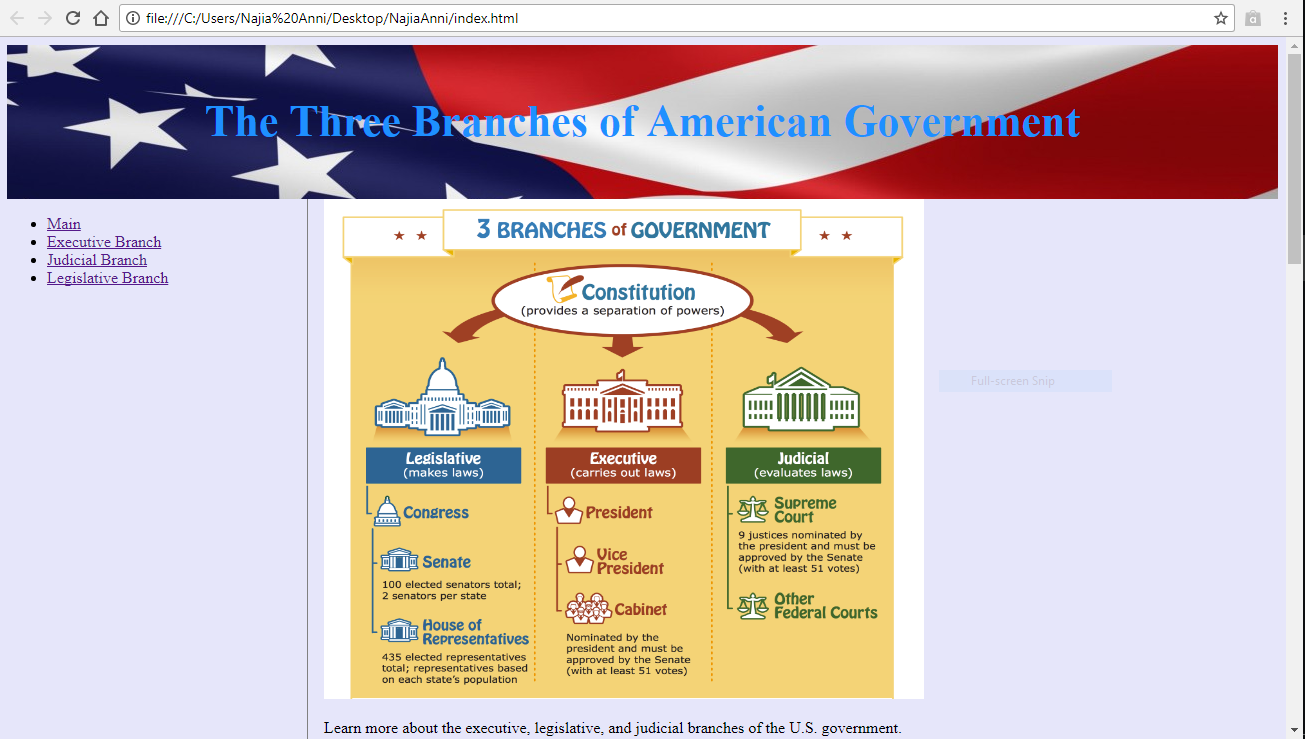 file:///C:/Users/Najia%20Anni/Desktop/NajiaAnni/index.html
The Three Branches of American Government
Main
Executive Branch
Judicial Branch
Legislative Branch
3 BRANCHES of GOVERNMENT
Constitution
(provides a separation of powers)
Legislative
(makes laws)
Congress
Senate
100 elected senators total;
2 senators per state
House of
Representatives
435 elected representatives
total; representatives based
on each state's population
Executive
(carries out laws)
President
Vice
President
Cabinet
Nominated by the
president and must be
approved by the Senate
(with at least 51 votes)
Judicial
(evaluates laws)
Supreme
Court
9 justices nominated by
the president and must be
approved by the Senate
(with at least 51 votes)
Other
Federal Courts
Full-screen Snip
Learn more about the executive, legislative, and judicial branches of the U.S. government.